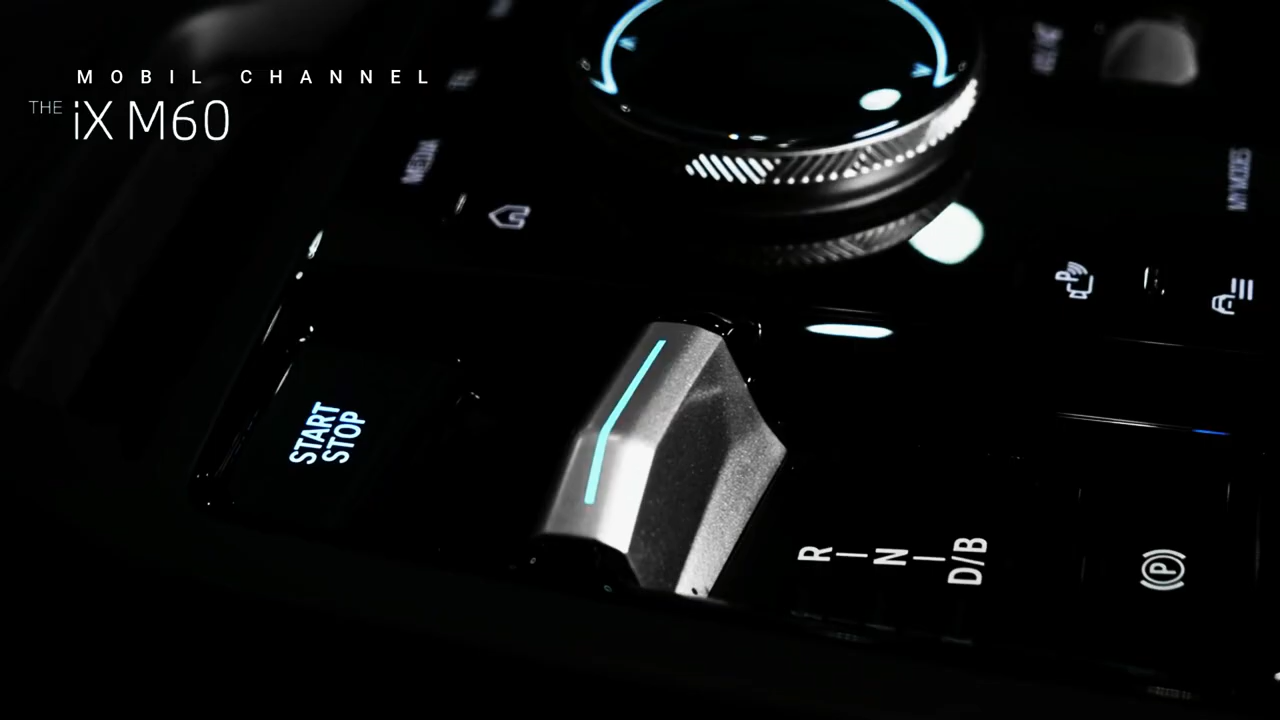 MOBIL CHANNEL
THE iX M60
MEDIA
MY MODES
P
START
STOP
R — N — D/B
(P)